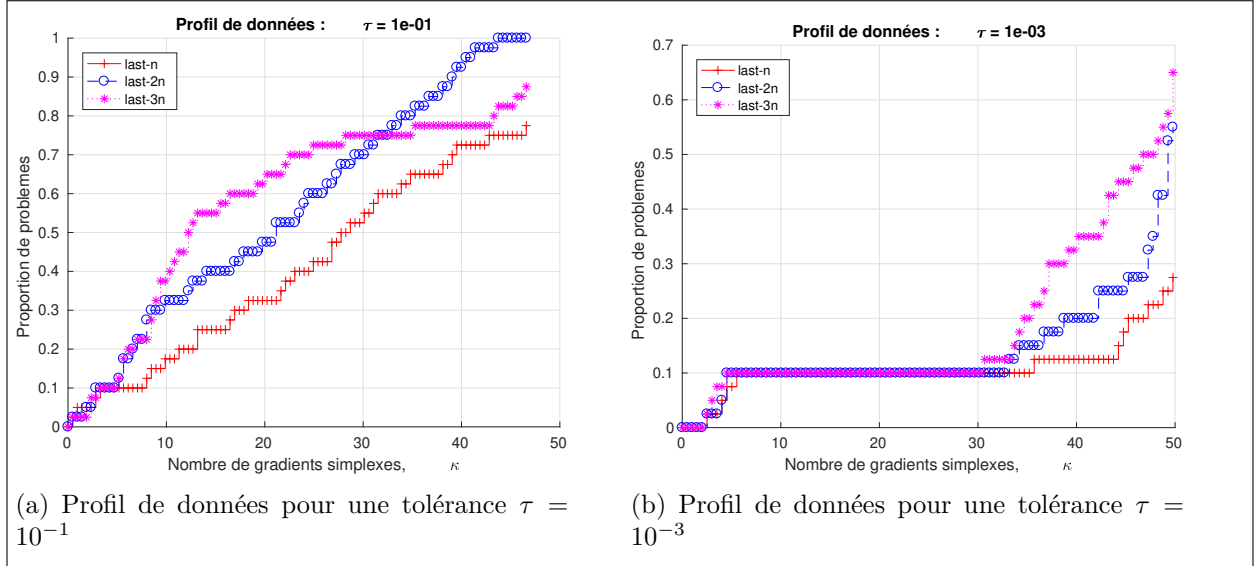 Profil de données : τ = 1e-01
1
0.9
0.8
0.7
0.6
0.5
0.4
0.3
0.2
0.1
0
Proportion de problemes
last-n
last-2n
last-3n
0 10 20 30 40 50
Nombre de gradients simplexes, κ
(a) Profil de données pour une tolérance τ =
10⁻¹
Profil de données : τ = 1e-03
0.7
0.6
0.5
0.4
0.3
0.2
0.1
0
Proportion de problemes
last-n
last-2n
last-3n
0 10 20 30 40 50
Nombre de gradients simplexes, κ
(b) Profil de données pour une tolérance τ =
10⁻³